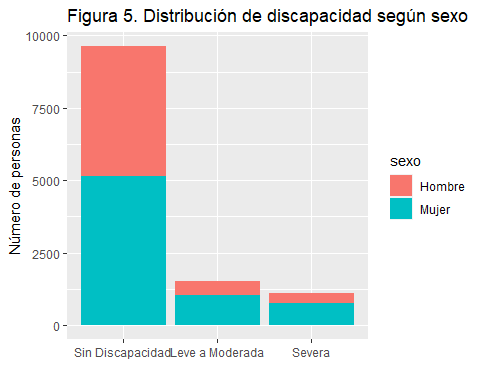 Figura 5. Distribución de discapacidad según sexo
Número de personas
10000
7500
5000
2500
0
Sin Discapacidad
Leve a Moderada
Severa
sexo
Hombre
Mujer